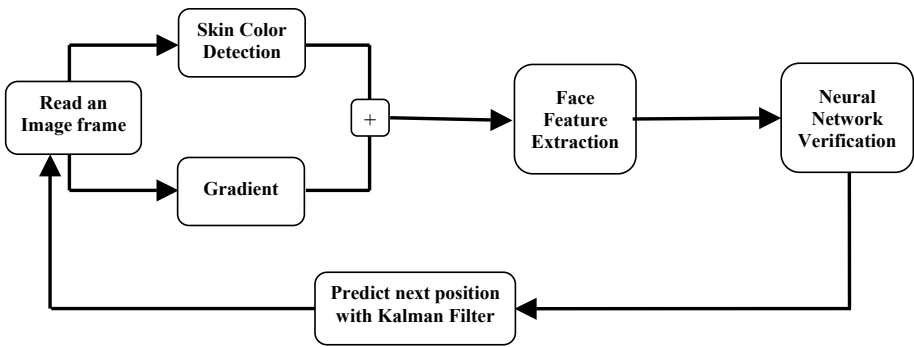 Skin Color
Detection
Read an
Image frame
+
Gradient
Face
Feature
Extraction
Neural
Network
Verification
Predict next position
with Kalman Filter